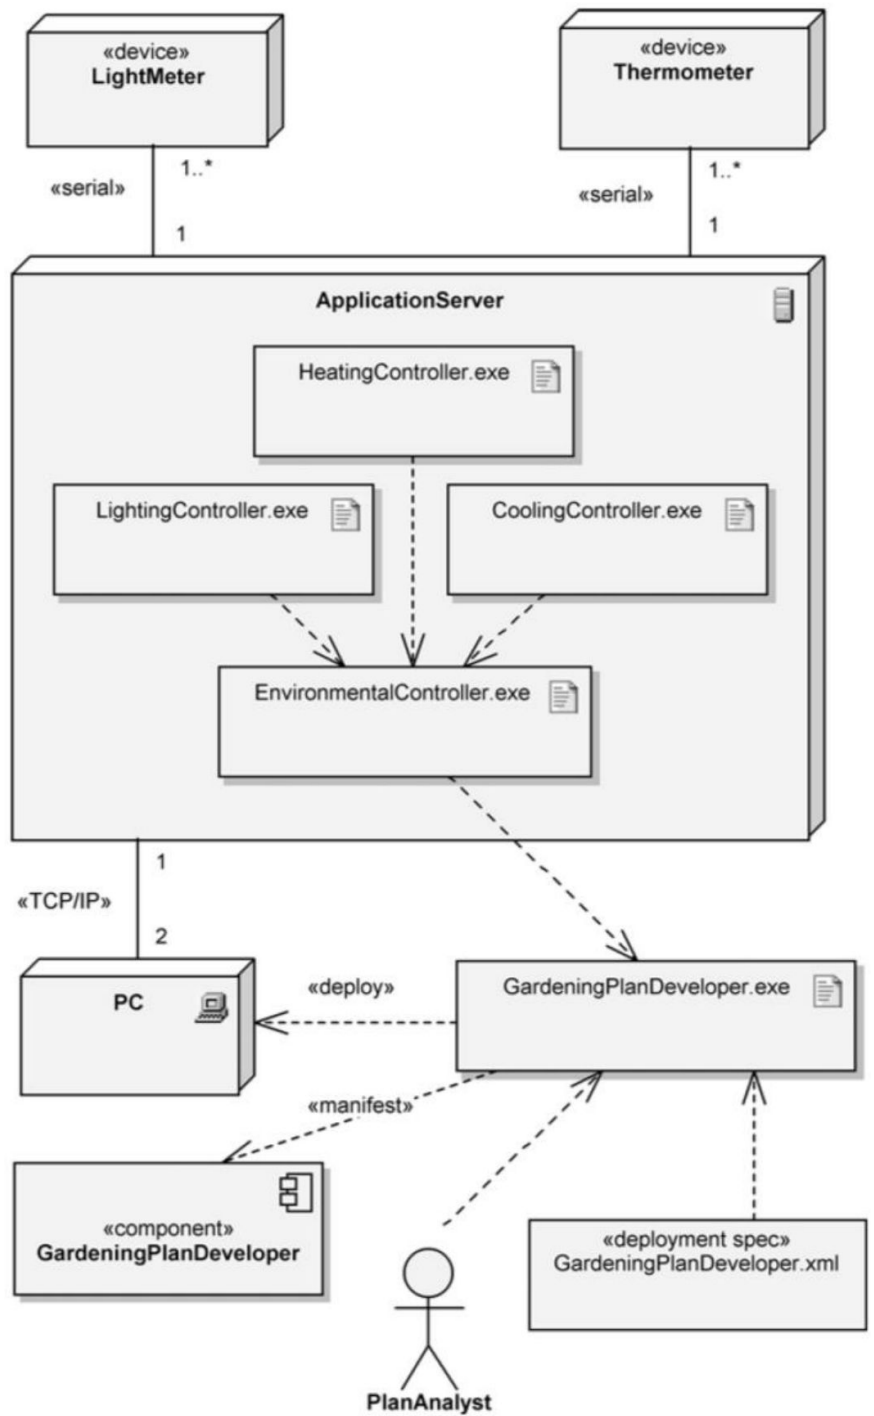 «device»
LightMeter
«device»
Thermometer
1..*
«serial»
1
1..*
«serial»
1
ApplicationServer
HeatingController.exe
LightingController.exe
CoolingController.exe
EnvironmentalController.exe
1
«TCP/IP»
2
PC
«deploy»
GardeningPlanDeveloper.exe
«manifest»
«component»
GardeningPlanDeveloper
«deployment spec»
GardeningPlanDeveloper.xml
PlanAnalyst